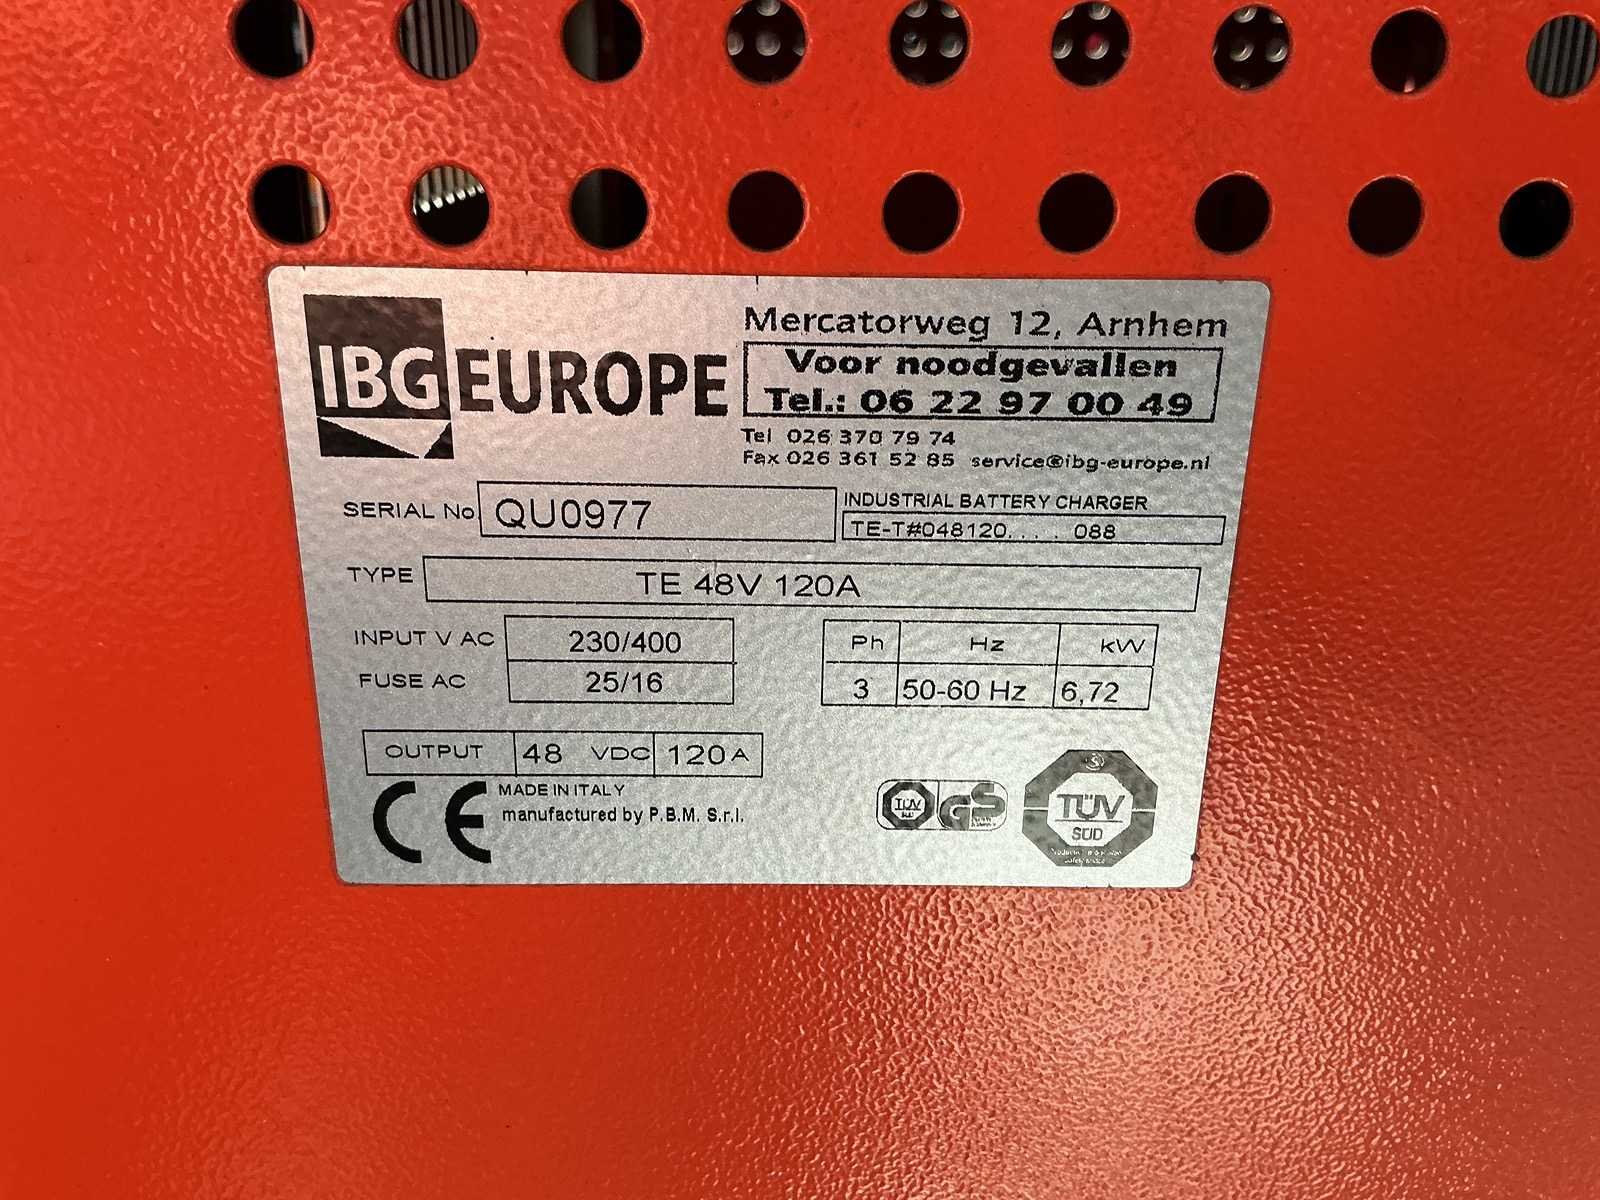 IBG EUROPE
Mercatorweg 12, Arnhem
Voor noodgevallen
Tel.: 06 22 97 00 49
Tel 026 370 79 74
Fax 026 361 52 85 service@ibg-europe.nl
SERIAL No QU0977
INDUSTRIAL BATTERY CHARGER
TE-T#048120. . . . 088
TYPE TE 48V 120A
INPUT V AC 230/400
FUSE AC 25/16
Ph Hz kW
3 50-60 Hz 6,72
OUTPUT 48 VDC 120 A
CE
MADE IN ITALY
manufactured by P.B.M. S.r.l.
TÜV GS
TÜV
SÜD